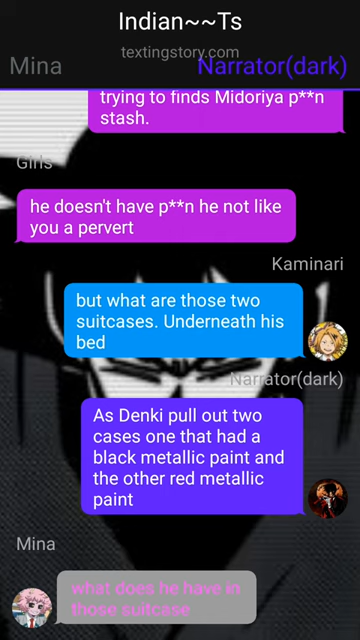 Indian~~Ts
textingstory.com
Mina
Narrator(dark)
trying to finds Midoriya p**n
stash.
Girls
he doesn't have p**n he not like
you a pervert
Kaminari
but what are those two
suitcases. Underneath his
bed
Narrator(dark)
As Denki pull out two
cases one that had a
black metallic paint and
the other red metallic
paint
Mina
what does he have in
those suitcase